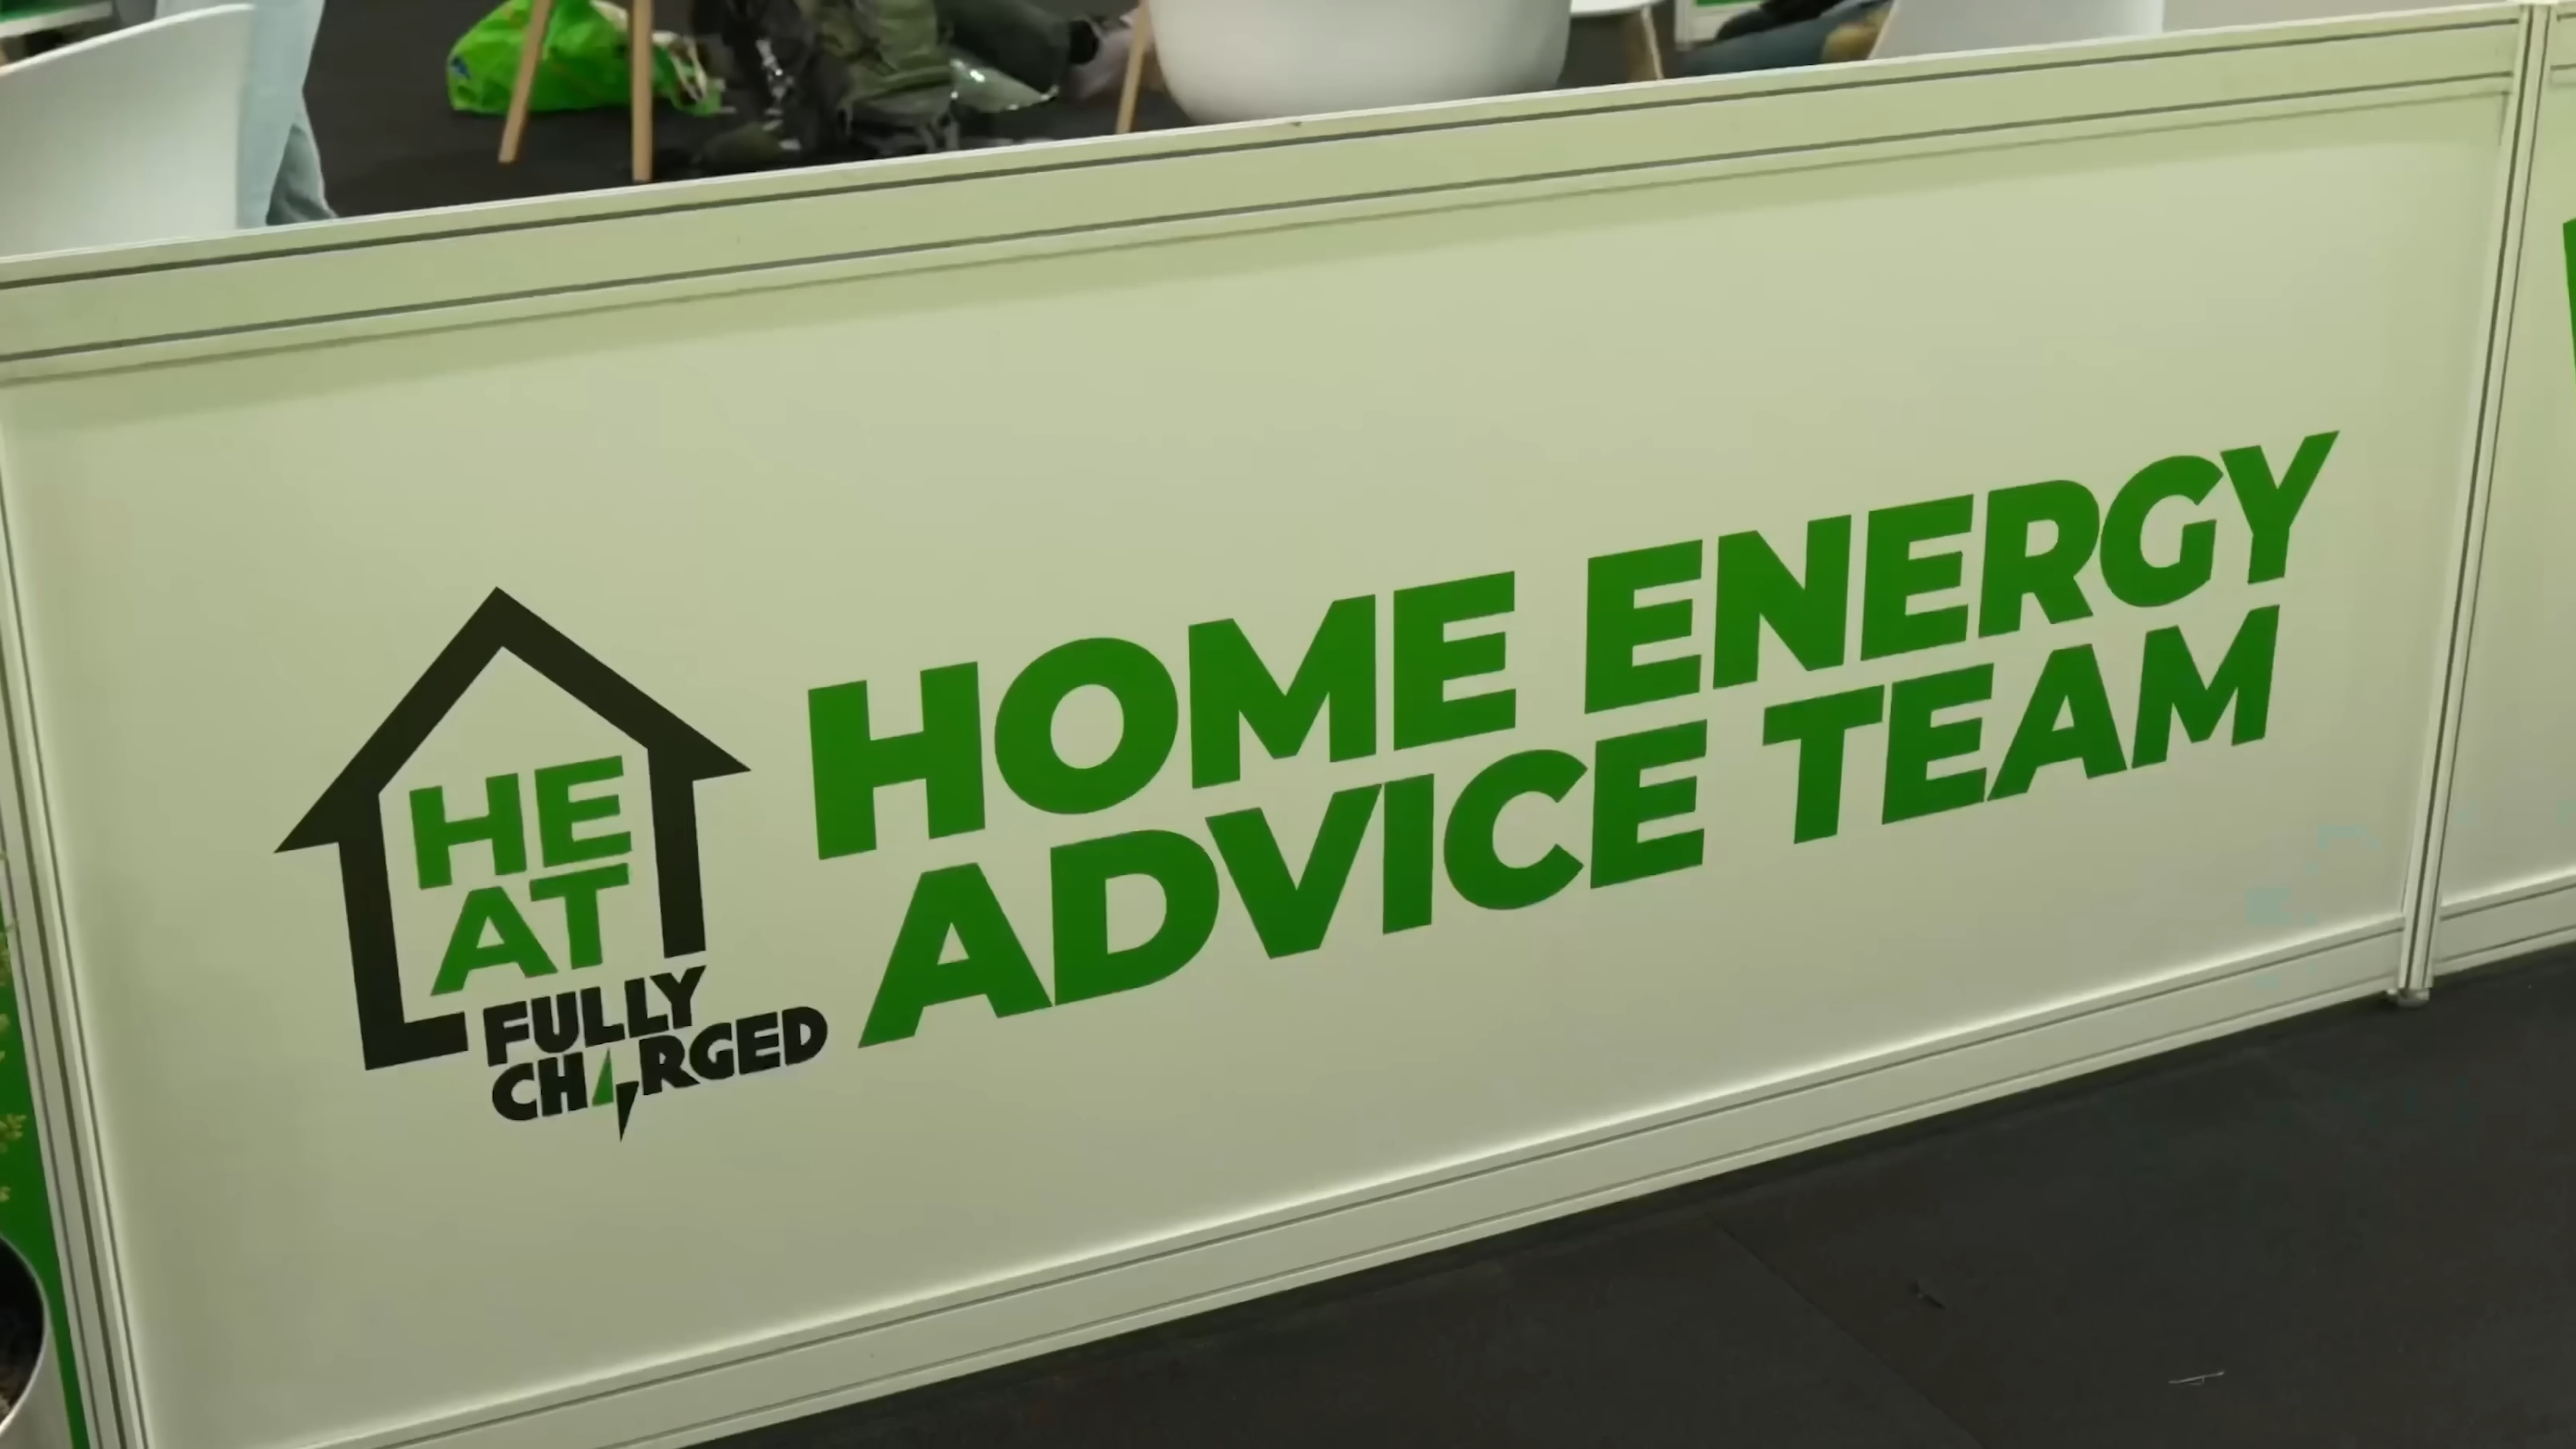 HE
AT
FULLY
CHARGED
HOME ENERGY
ADVICE TEAM